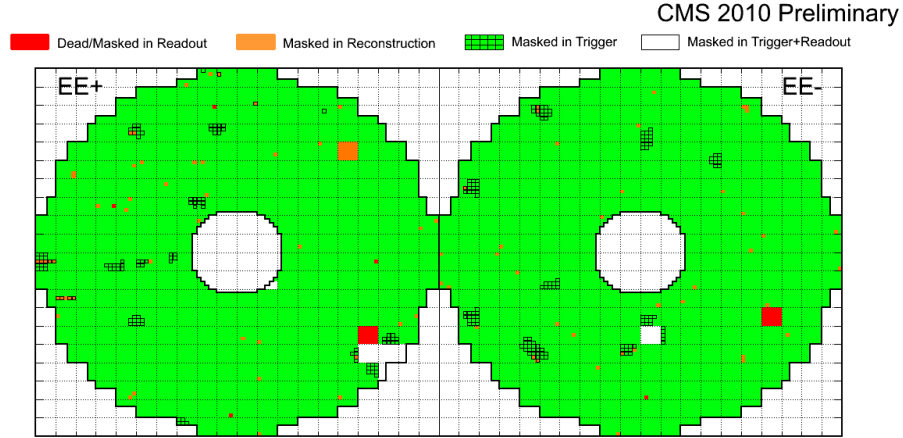 CMS 2010 Preliminary
Dead/Masked in Readout Masked in Reconstruction Masked in Trigger Masked in Trigger+Readout
EE+ EE-